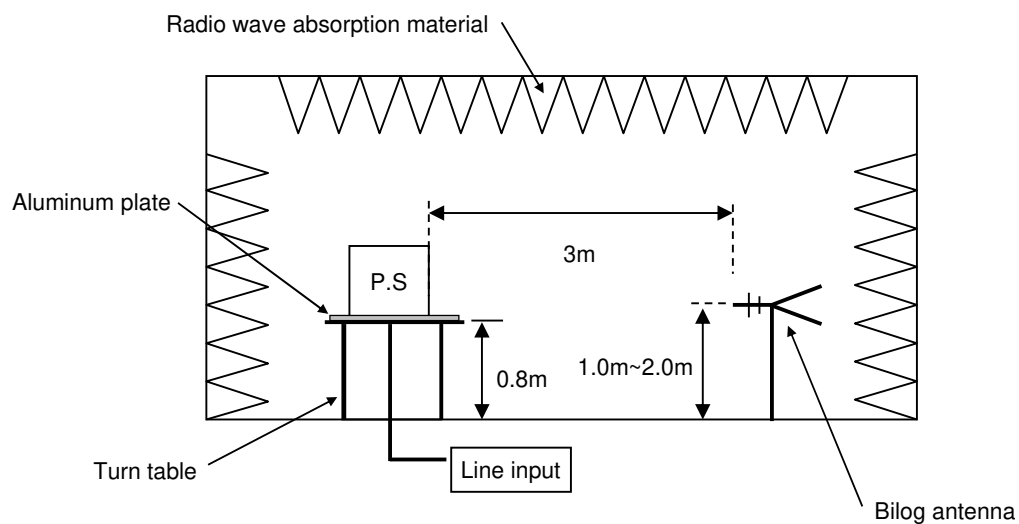 Radio wave absorption material
Aluminum plate
3m
P.S
0.8m
1.0m~2.0m
Turn table
Line input
Bilog antenna